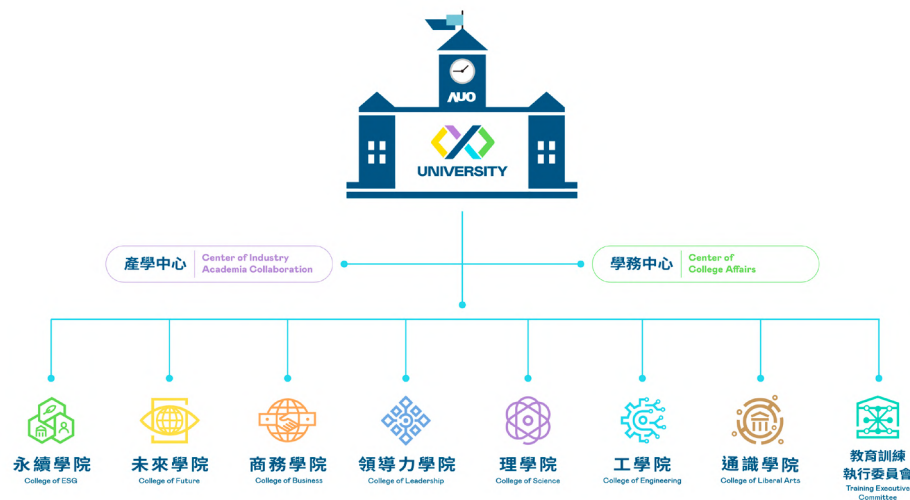 AUO
UNIVERSITY
產學中心
Center of Industry
Academia Collaboration
學務中心
Center of
College Affairs
永續學院
College of ESG
未來學院
College of Future
商務學院
College of Business
領導力學院
College of Leadership
理學院
College of Science
工學院
College of Engineering
通識學院
College of Liberal Arts
教育訓練
執行委員會
Training Executive
Committee